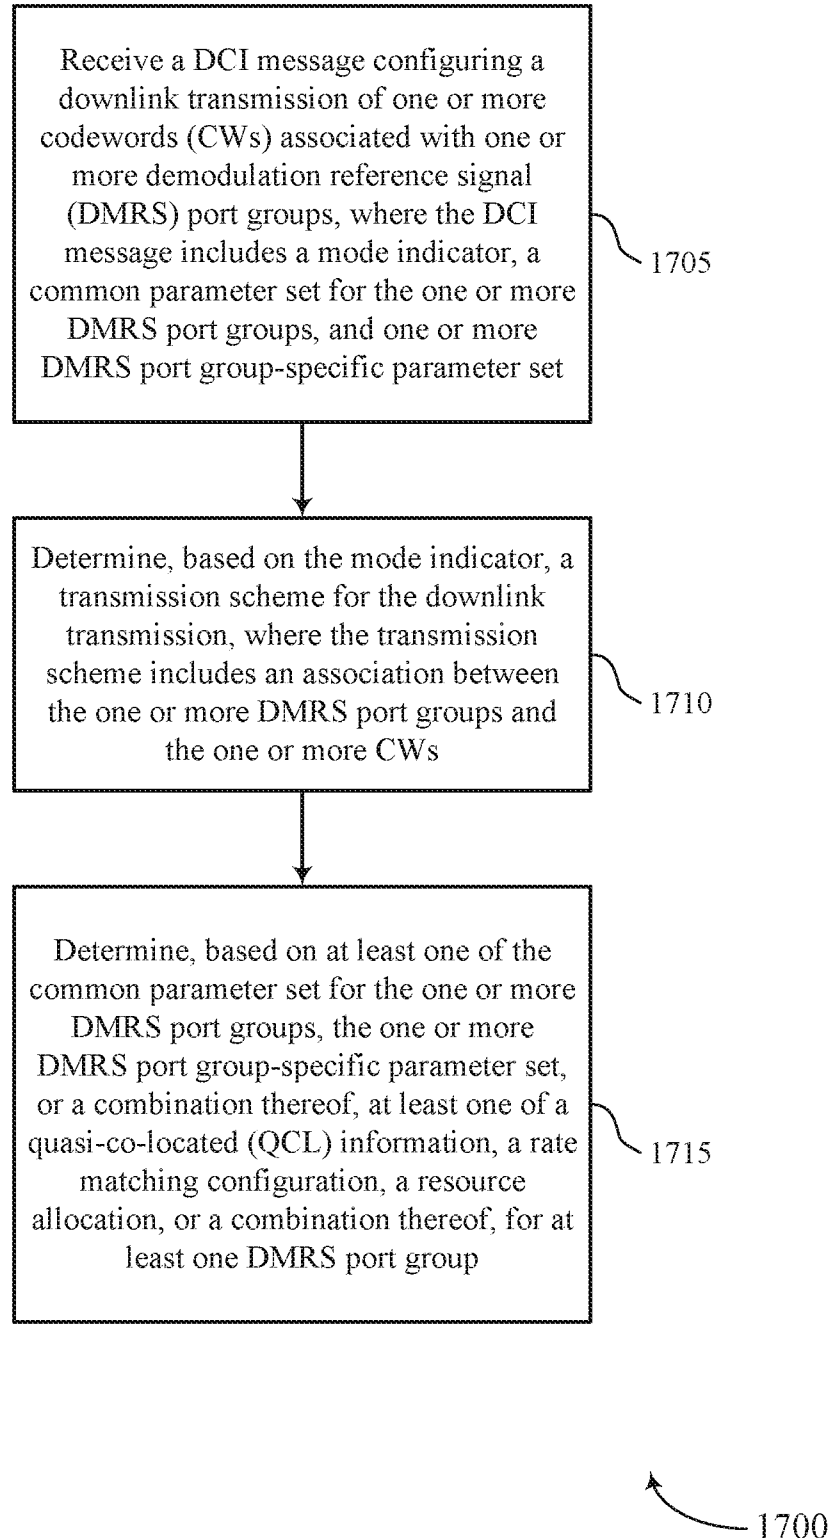 Receive a DCI message configuring a
downlink transmission of one or more
codewords (CWs) associated with one or
more demodulation reference signal
(DMRS) port groups, where the DCI
message includes a mode indicator, a
common parameter set for the one or more
DMRS port groups, and one or more
DMRS port group-specific parameter set
1705
Determine, based on the mode indicator, a
transmission scheme for the downlink
transmission, where the transmission
scheme includes an association between
the one or more DMRS port groups and
the one or more CWs
1710
Determine, based on at least one of the
common parameter set for the one or more
DMRS port groups, the one or more
DMRS port group-specific parameter set,
or a combination thereof, at least one of a
quasi-co-located (QCL) information, a rate
matching configuration, a resource
allocation, or a combination thereof, for at
least one DMRS port group
1715
1700